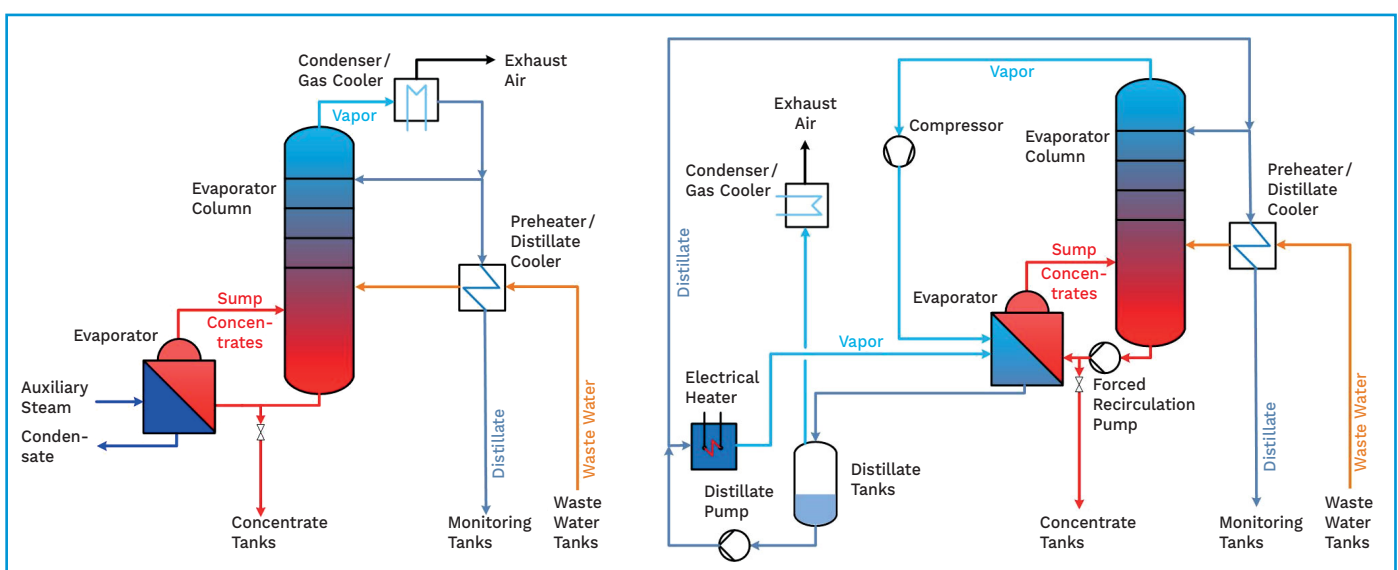 Condenser/
Gas Cooler
Exhaust
Air
Vapor
Evaporator
Column
Preheater/
Distillate
Cooler
Sump
Concen-
trates
Evaporator
Auxiliary
Steam
Conden-
sate
Distillate
Waste Water
Concentrate
Tanks
Monitoring
Tanks
Waste
Water
Tanks
Vapor
Exhaust
Air
Compressor
Evaporator
Column
Condenser/
Gas Cooler
Preheater/
Distillate
Cooler
Distillate
Sump
Concen-
trates
Evaporator
Vapor
Electrical
Heater
Forced
Recirculation
Pump
Distillate
Waste Water
Distillate
Tanks
Distillate
Pump
Concentrate
Tanks
Monitoring
Tanks
Waste
Water
Tanks